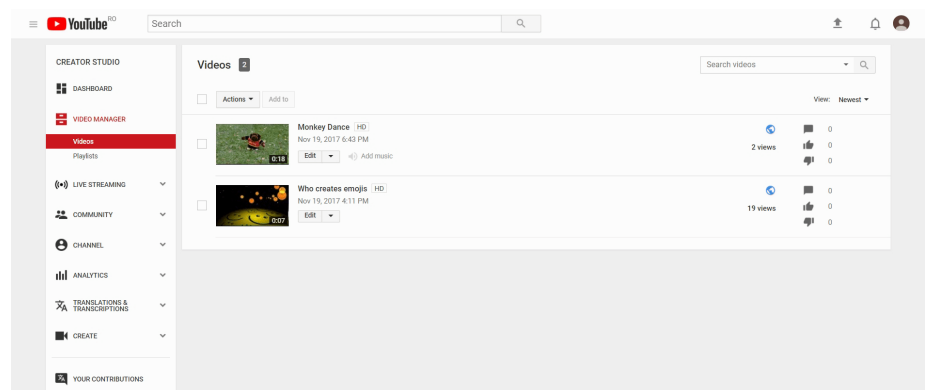 YouTube RO
Search
CREATOR STUDIO
DASHBOARD
VIDEO MANAGER
Videos
Playlists
LIVE STREAMING
COMMUNITY
CHANNEL
ANALYTICS
TRANSLATIONS &
TRANSCRIPTIONS
CREATE
YOUR CONTRIBUTIONS
Videos 2
Search videos
Actions Add to
View: Newest
0:18
Monkey Dance HD
Nov 19, 2017 6:43 PM
Edit Add music
2 views
0
0
0
0:07
Who creates emojis HD
Nov 19, 2017 4:11 PM
Edit
19 views
0
0
0